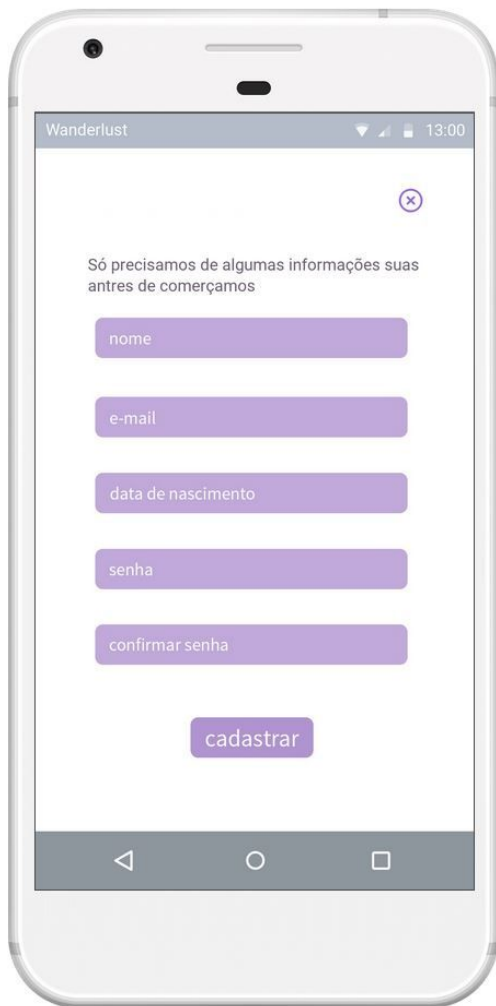 Wanderlust 13:00
Só precisamos de algumas informações suas
antres de comerçamos
nome
e-mail
data de nascimento
senha
confirmar senha
cadastrar